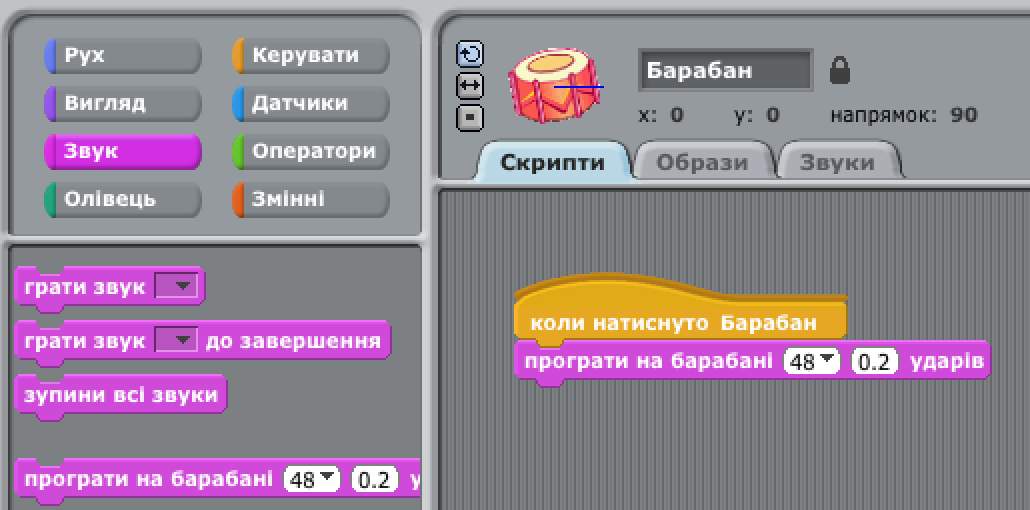 Рух
Керувати
Вигляд
Датчики
Звук
Оператори
Олівець
Змінні
грати звук
грати звук до завершення
зупини всі звуки
програти на барабані 48 0.2 у
Барабан
x: 0 y: 0 напрямок: 90
Скрипти Образи Звуки
коли натиснуто Барабан
програти на барабані 48 0.2 ударів